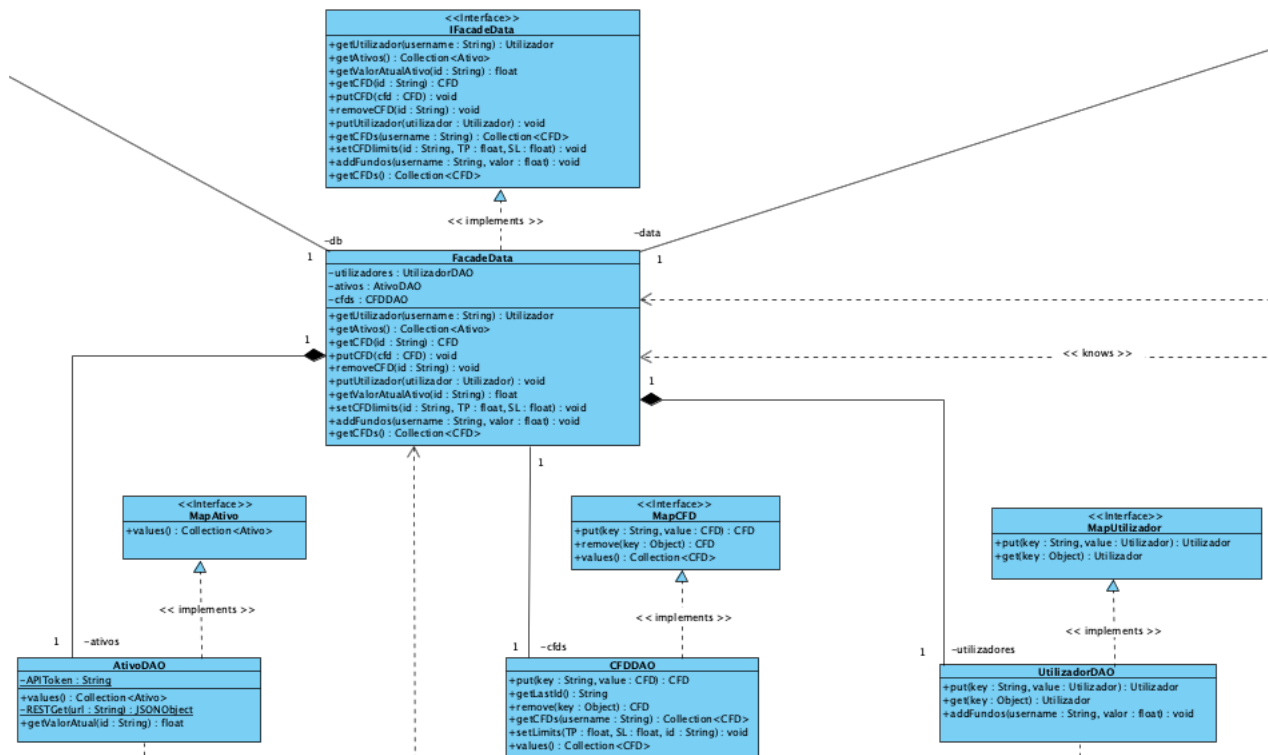 <<Interface>>
IFacadeData
+getUtilizador(username : String) : Utilizador
+getAtivos() : Collection<Ativo>
+getValorAtualAtivo(id : String) : float
+getCFD(id : String) : CFD
+putCFD(cfd : CFD) : void
+removeCFD(id : String) : void
+putUtilizador(utilizador : Utilizador) : void
+getCFDs(username : String) : Collection<CFD>
+setCFDlimits(id : String, TP : float, SL : float) : void
+addFundos(username : String, valor : float) : void
+getCFDs() : Collection<CFD>
<< implements >>
-db
-data
1
1
FacadeData
-utilizadores : UtilizadorDAO
-ativos : AtivoDAO
-cfds : CFDDAO
+getUtilizador(username : String) : Utilizador
+getAtivos() : Collection<Ativo>
+getCFD(id : String) : CFD
+putCFD(cfd : CFD) : void
+removeCFD(id : String) : void
+putUtilizador(utilizador : Utilizador) : void
+getValorAtualAtivo(id : String) : float
+setCFDlimits(id : String, TP : float, SL : float) : void
+addFundos(username : String, valor : float) : void
+getCFDs() : Collection<CFD>
1
<< knows >>
1
1
<<Interface>>
MapAtivo
+values() : Collection<Ativo>
<< implements >>
<<Interface>>
MapCFD
+put(key : String, value : CFD) : CFD
+remove(key : Object) : CFD
+values() : Collection<CFD>
<< implements >>
<<Interface>>
MapUtilizador
+put(key : String, value : Utilizador) : Utilizador
+get(key : Object) : Utilizador
<< implements >>
1
-ativos
1
-cfds
1
-utilizadores
AtivoDAO
-APIToken : String
+values() : Collection<Ativo>
-RESTGet(url : String) : JSONObject
+getValorAtual(id : String) : float
CFDDAO
+put(key : String, value : CFD) : CFD
+getLastId() : String
+remove(key : Object) : CFD
+getCFDs(username : String) : Collection<CFD>
+setLimits(TP : float, SL : float, id : String) : void
+values() : Collection<CFD>
UtilizadorDAO
+put(key : String, value : Utilizador) : Utilizador
+get(key : Object) : Utilizador
+addFundos(username : String, valor : float) : void